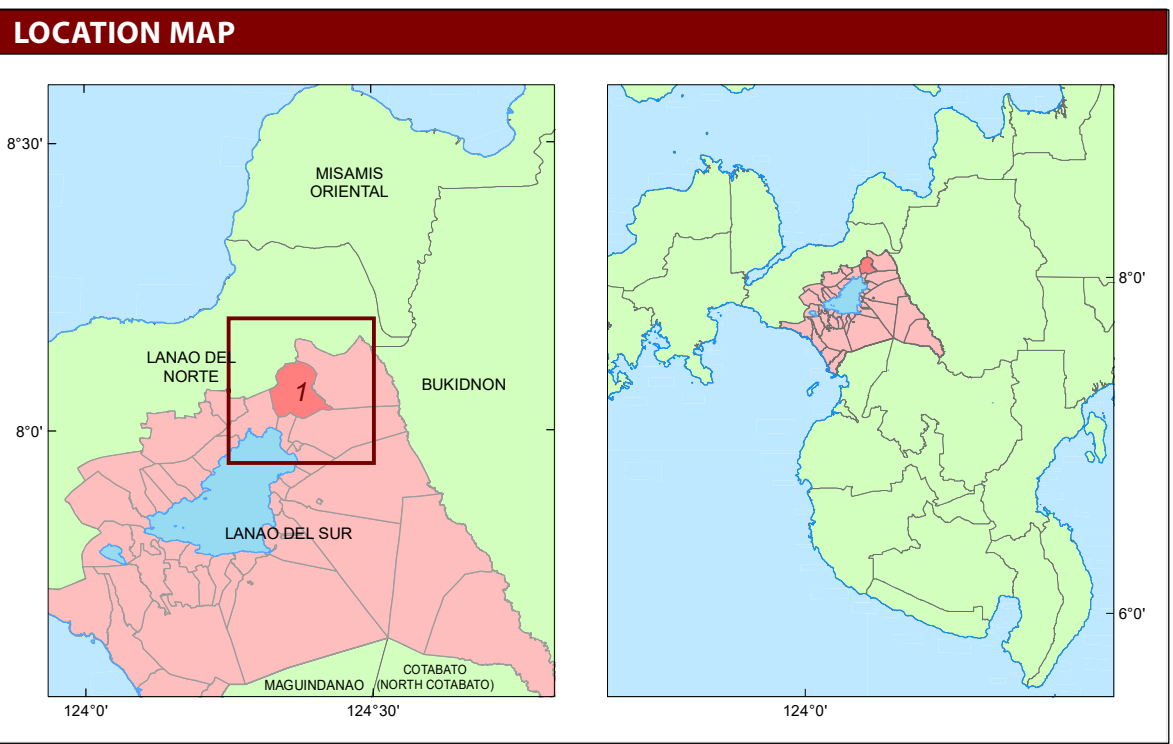 LOCATION MAP
8°30'
MISAMIS
ORIENTAL
LANAO DEL
NORTE
1
BUKIDNON
8°0'
LANAO DEL SUR
MAGUINDANAO
COTABATO
(NORTH COTABATO)
124°0'
124°30'
8°0'
6°0'
124°0'